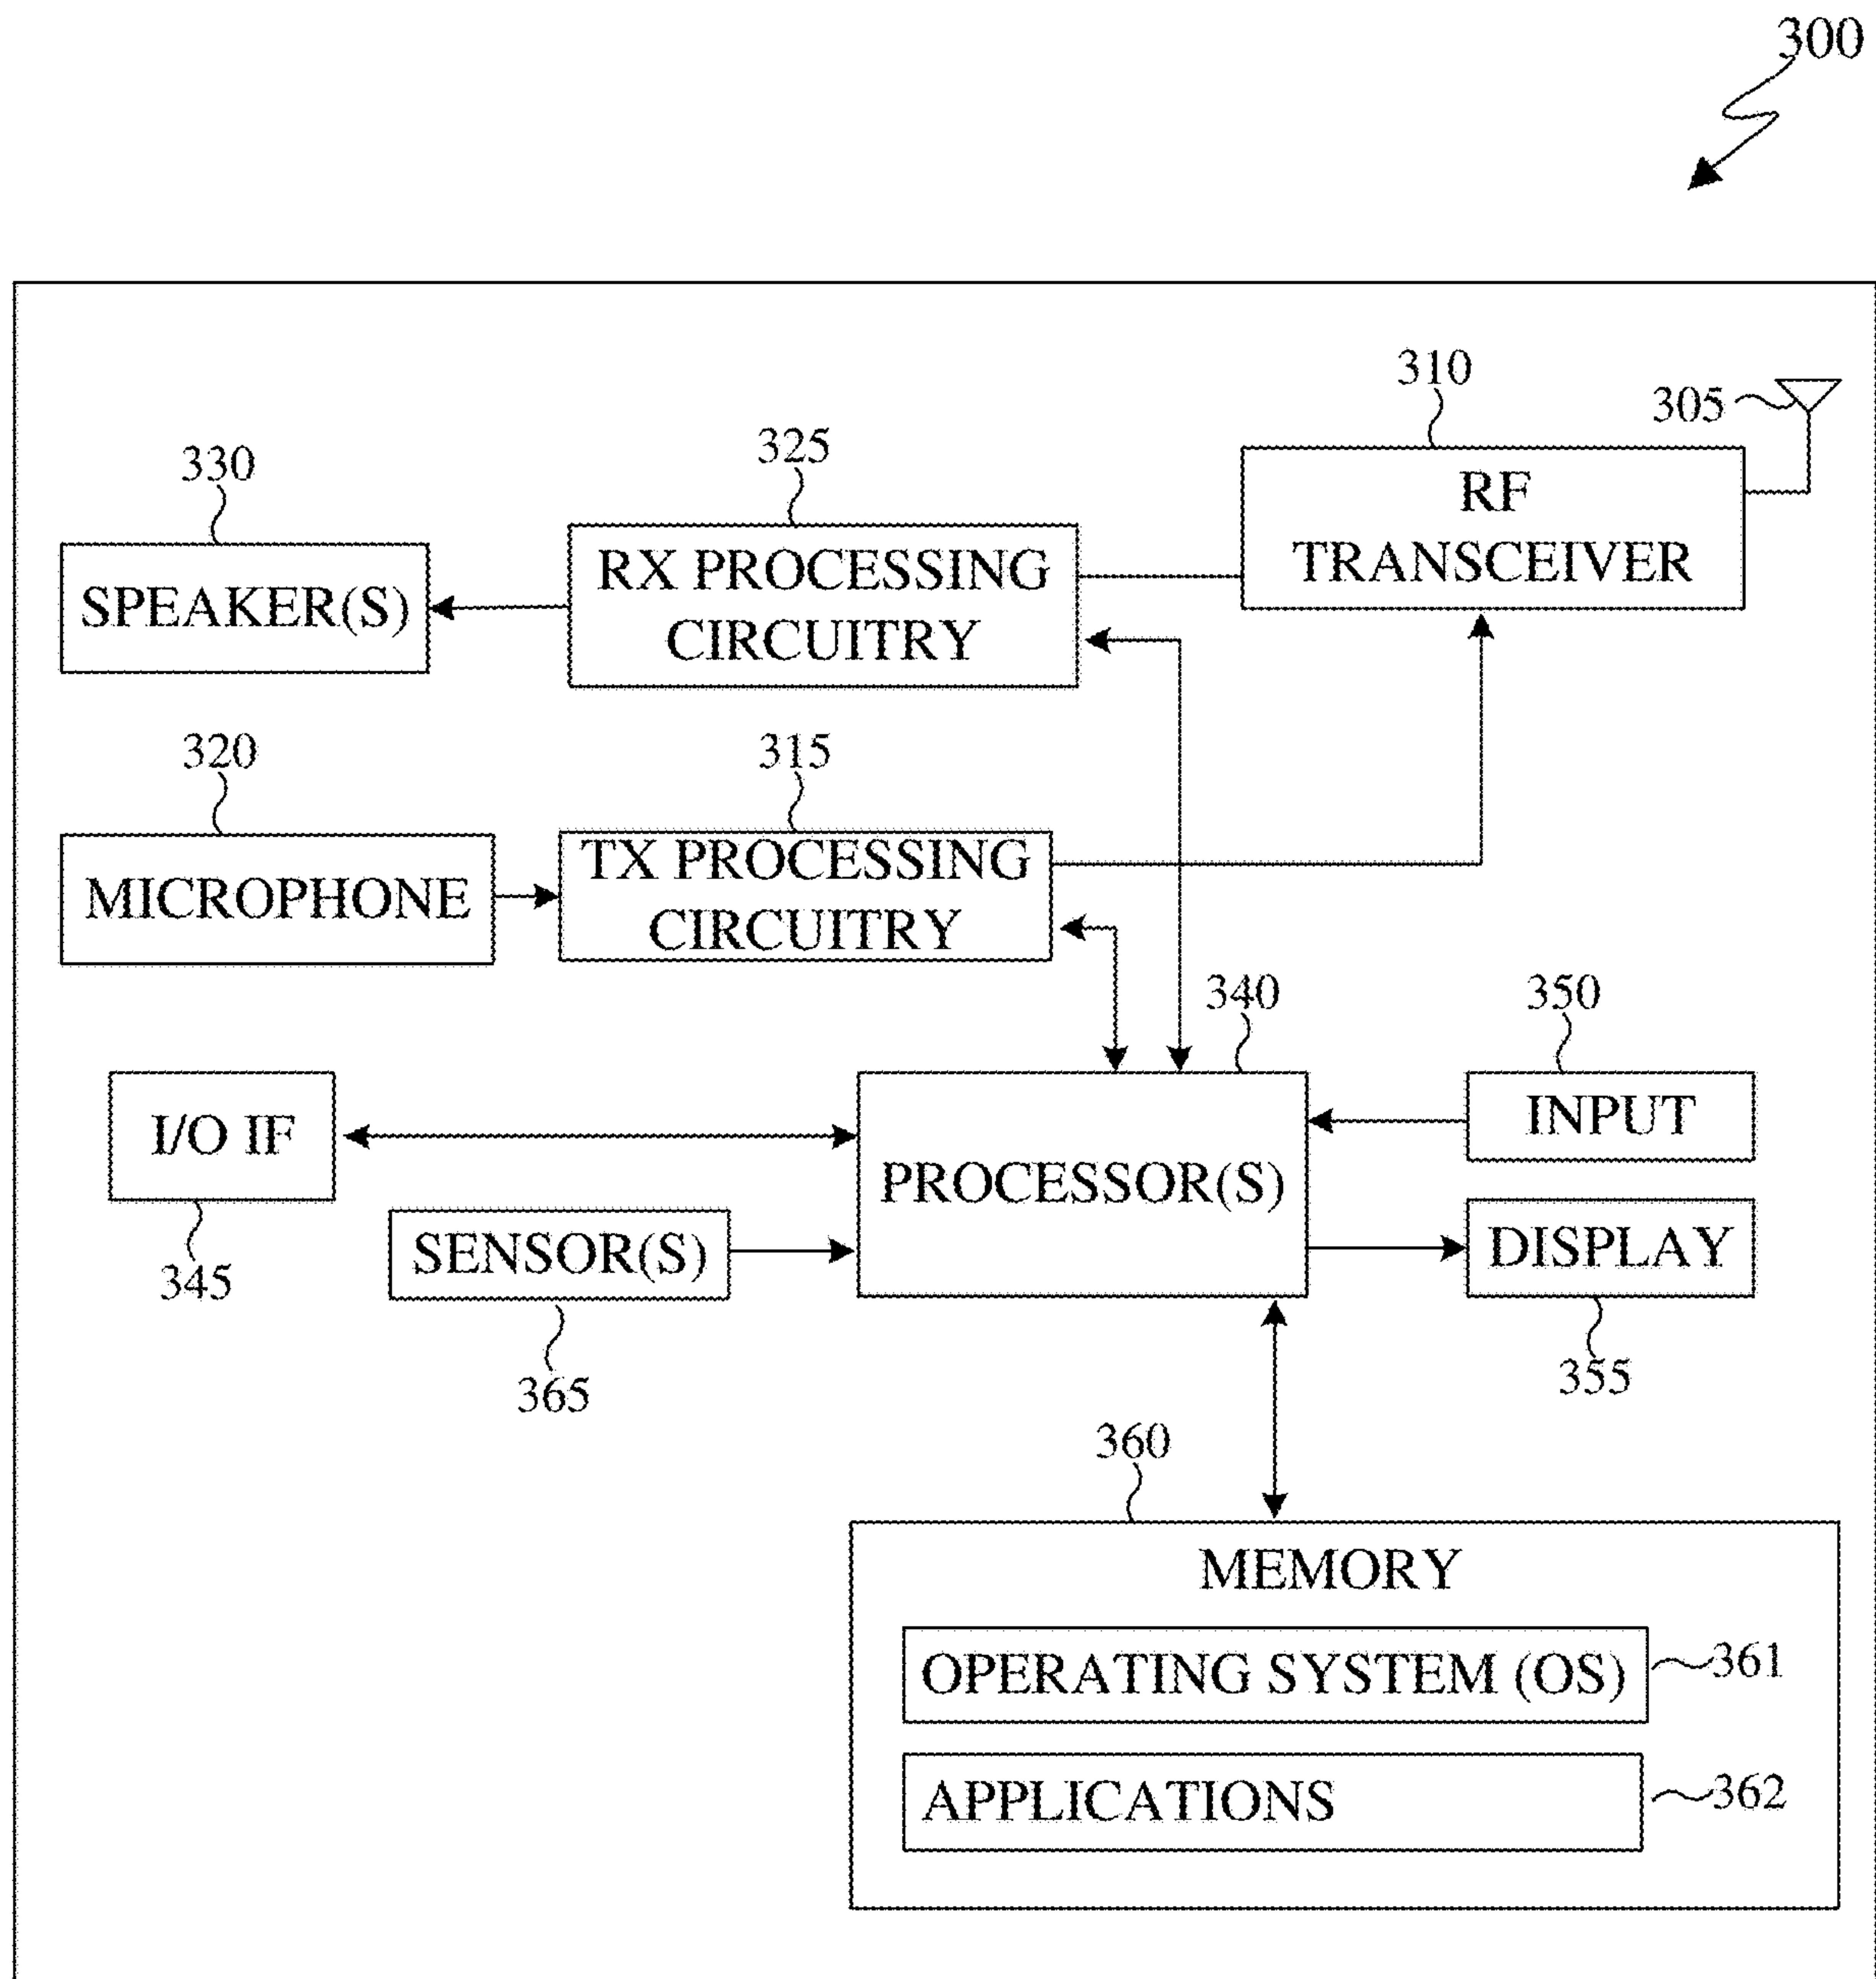 300
310
305
325
330
RF
TRANSCEIVER
RX PROCESSING
CIRCUITRY
SPEAKER(S)
320
315
TX PROCESSING
CIRCUITRY
MICROPHONE
340
350
I/O IF
INPUT
PROCESSOR(S)
SENSOR(S)
DISPLAY
345
365
355
360
MEMORY
OPERATING SYSTEM (OS)
361
APPLICATIONS
362